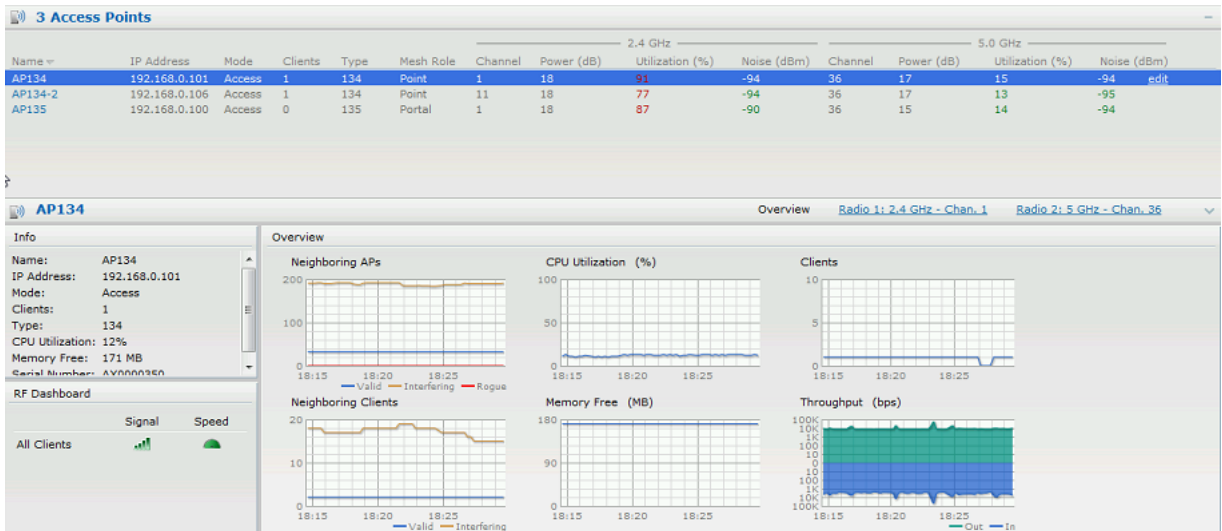 3 Access Points
2.4 GHz 5.0 GHz
Name IP Address Mode Clients Type Mesh Role Channel Power (dB) Utilization (%) Noise (dBm) Channel Power (dB) Utilization (%) Noise (dBm)
AP134 192.168.0.101 Access 1 134 Point 1 18 91 -94 36 17 15 -94 edit
AP134-2 192.168.0.106 Access 1 134 Point 11 18 77 -94 36 17 13 -95
AP135 192.168.0.100 Access 0 135 Portal 1 18 87 -90 36 15 14 -94
AP134 Overview Radio 1: 2.4 GHz - Chan. 1 Radio 2: 5 GHz - Chan. 36
Info
Name: AP134
IP Address: 192.168.0.101
Mode: Access
Clients: 1
Type: 134
CPU Utilization: 12%
Memory Free: 171 MB
Serial Number: AX0000350
RF Dashboard
Signal Speed
All Clients
Overview
Neighboring APs
200
100
0
18:15 18:20 18:25
Valid Interfering Rogue
CPU Utilization (%)
100
50
0
18:15 18:20 18:25
Clients
10
5
0
18:15 18:20 18:25
Neighboring Clients
20
10
0
18:15 18:20 18:25
Valid Interfering
Memory Free (MB)
180
90
0
18:15 18:20 18:25
Throughput (bps)
100K
10K
1K
100
10
0
10
100
1K
10K
100K
18:15 18:20 18:25
Out In